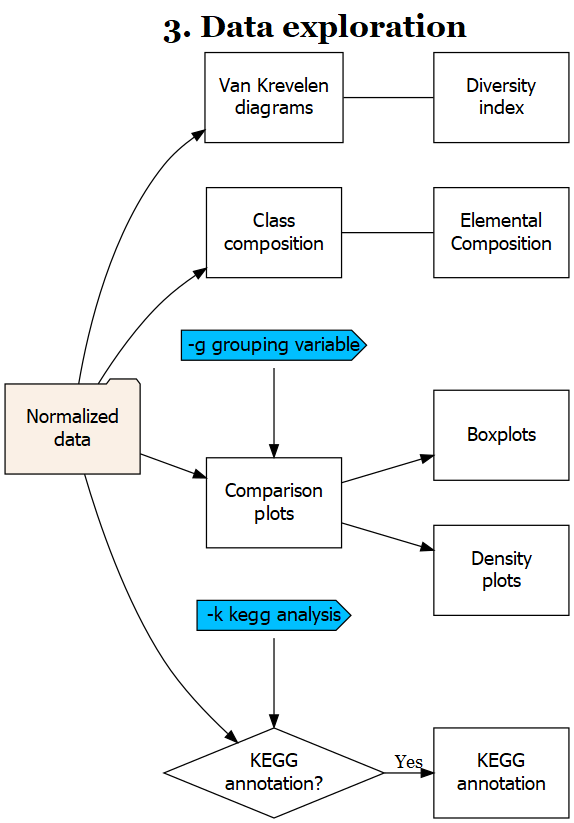 3. Data exploration
Van Krevelen
diagrams
Diversity
index
Class
composition
Elemental
Composition
-g grouping variable
Normalized
data
Boxplots
Comparison
plots
Density
plots
-k kegg analysis
KEGG
annotation?
Yes
KEGG
annotation